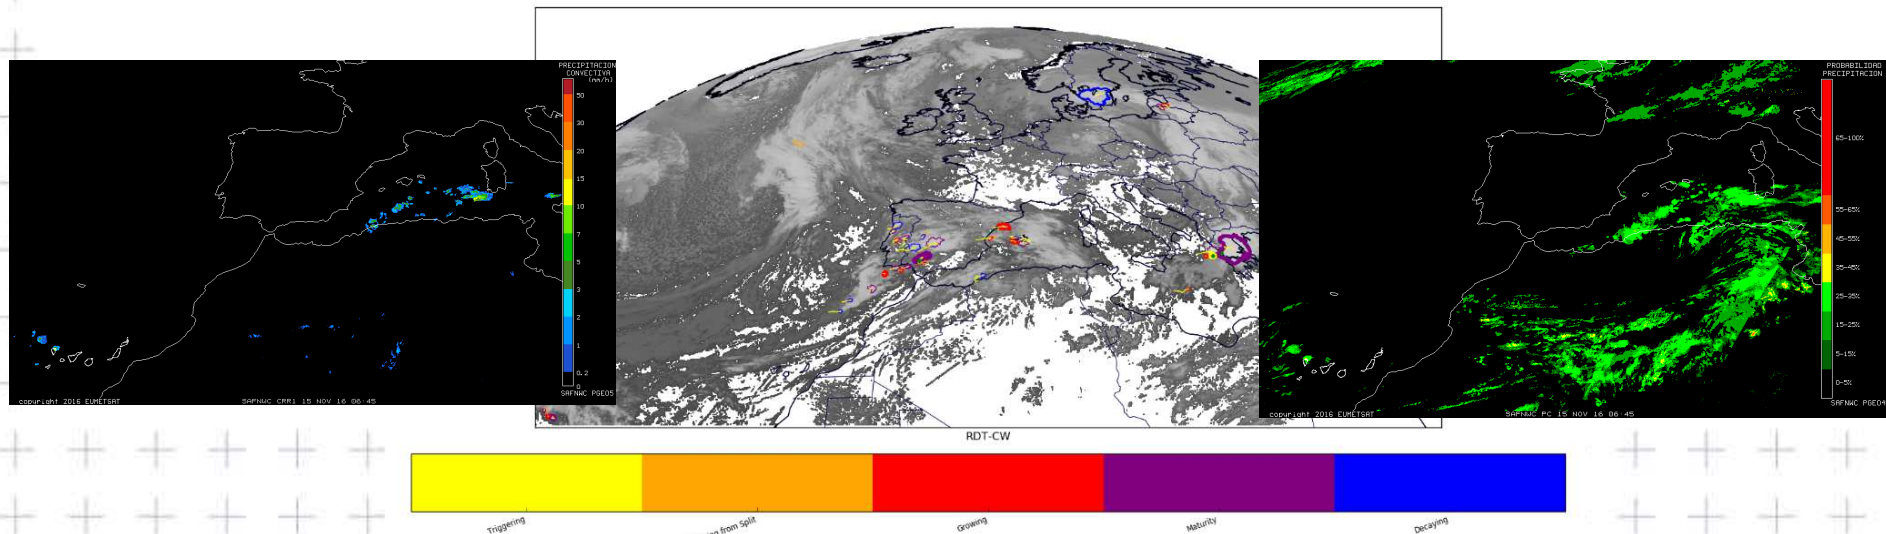 PRECIPITACION
CONVECTIVA
(mm/h)
50
30
20
15
10
7
5
3
2
1
0.2
0
SAFNWC PGE05
copyright 2016 EUMETSAT
SAFNWC CRR1 15 NOV 16 06:45
PROBABILIDAD
PRECIPITACION
65-100%
55-65%
45-55%
35-45%
25-35%
15-25%
5-15%
0-5%
SAFNWC PGE04
copyright 2016 EUMETSAT
SAFNWC PC 15 NOV 16 06:45
RDT-CW
Triggering
from Split
Growing
Maturity
Decaying